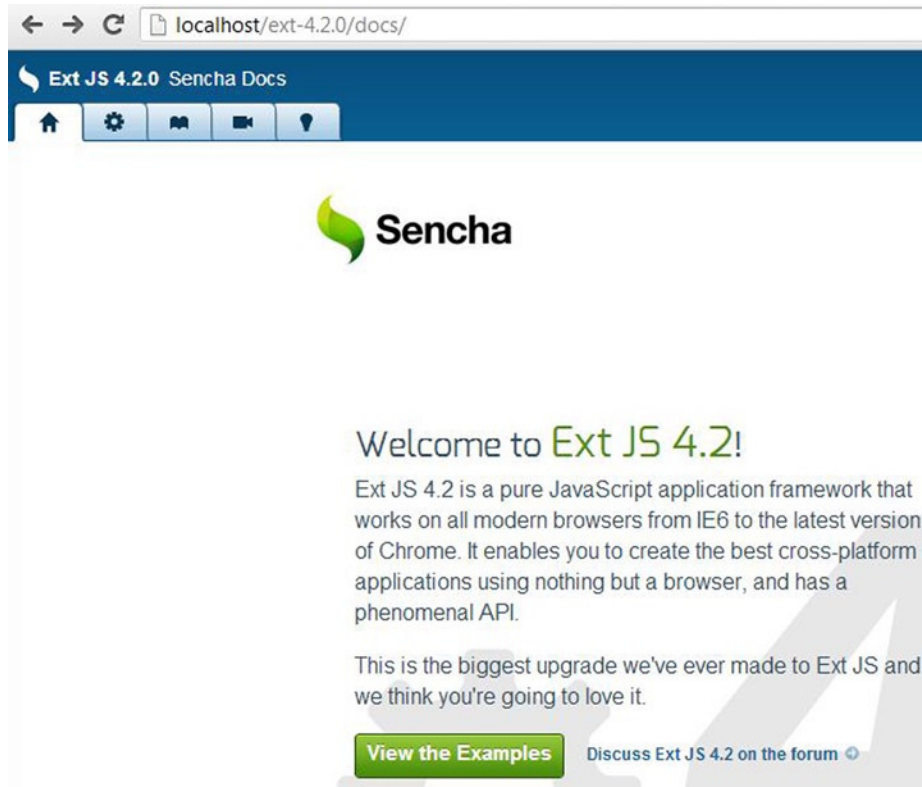 localhost/ext-4.2.0/docs/
Ext JS 4.2.0 Sencha Docs
Sencha
Welcome to Ext JS 4.2!
Ext JS 4.2 is a pure JavaScript application framework that
works on all modern browsers from IE6 to the latest version
of Chrome. It enables you to create the best cross-platform
applications using nothing but a browser, and has a
phenomenal API.
This is the biggest upgrade we've ever made to Ext JS and
we think you're going to love it.
View the Examples Discuss Ext JS 4.2 on the forum